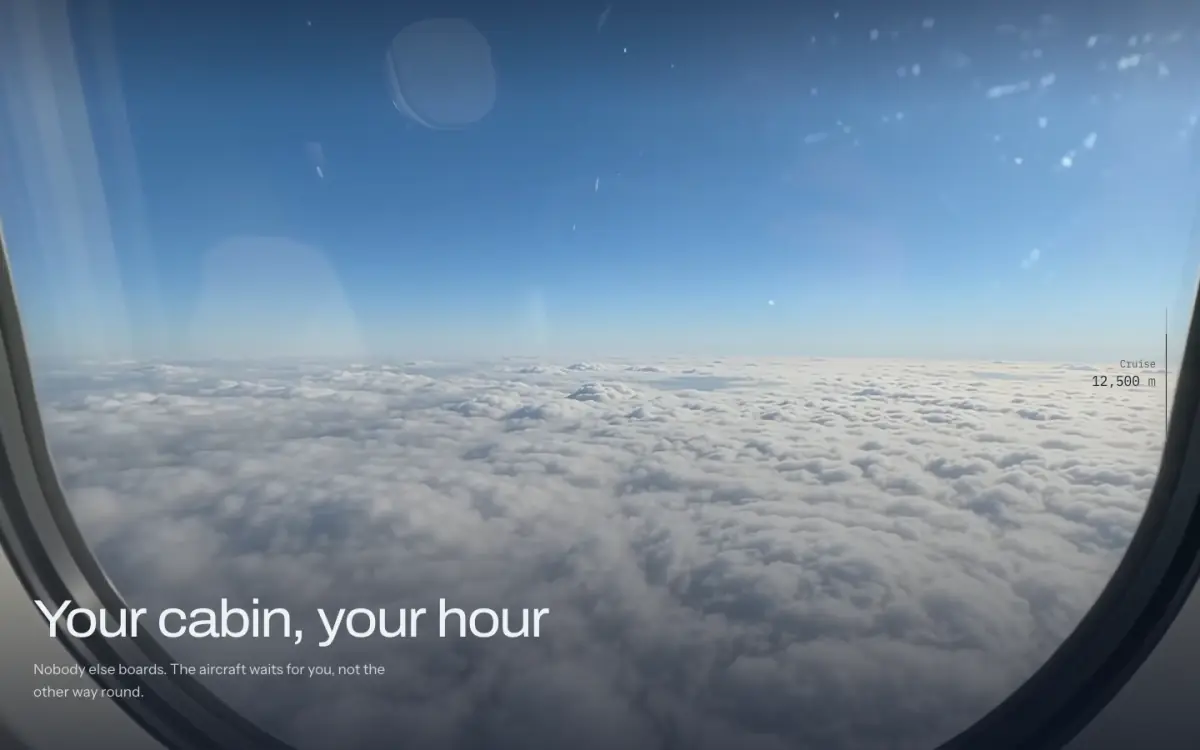 Cruise
12,500 m
Your cabin, your hour
Nobody else boards. The aircraft waits for you, not the
other way round.